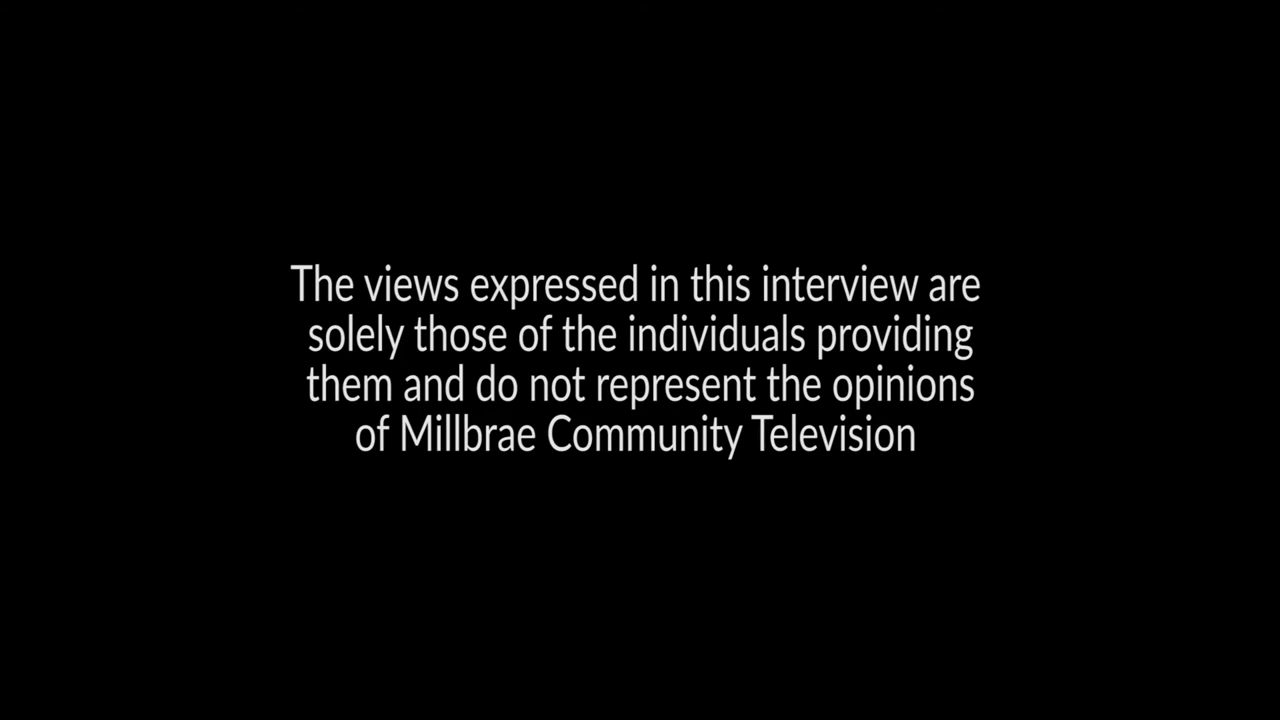 The views expressed in this interview are
solely those of the individuals providing
them and do not represent the opinions
of Millbrae Community Television